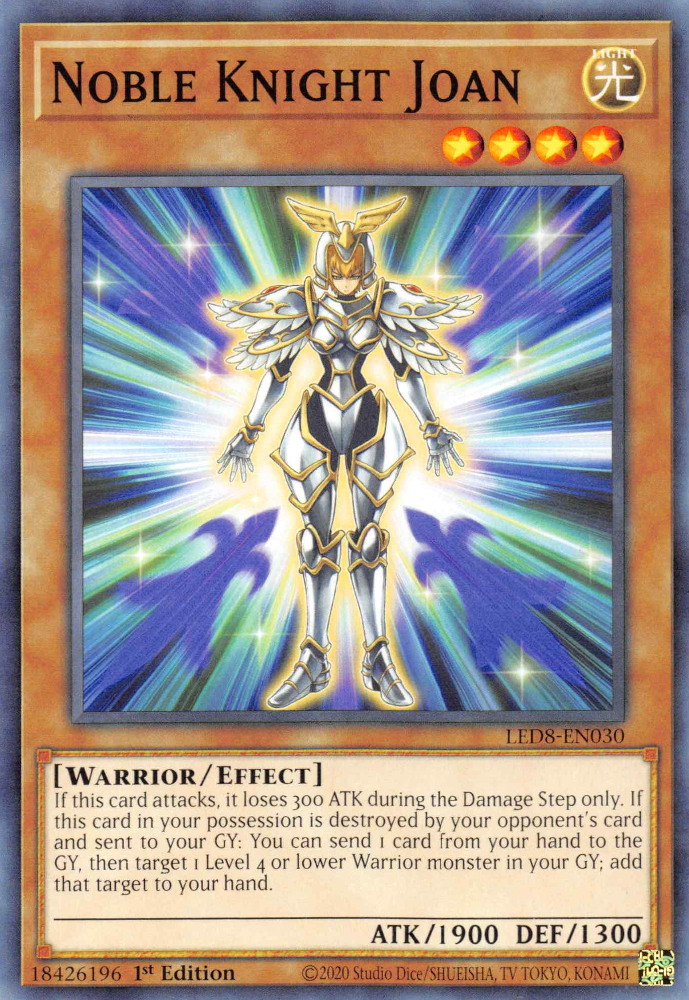 NOBLE KNIGHT JOAN
LIGHT
光
LED8-EN030
[WARRIOR/EFFECT]
If this card attacks, it loses 300 ATK during the Damage Step only. If
this card in your possession is destroyed by your opponent's card
and sent to your GY: You can send 1 card from your hand to the
GY, then target 1 Level 4 or lower Warrior monster in your GY; add
that target to your hand.
ATK/1900 DEF/1300
18426196 1st Edition ©2020 Studio Dice/SHUEISHA, TV TOKYO, KONAMI